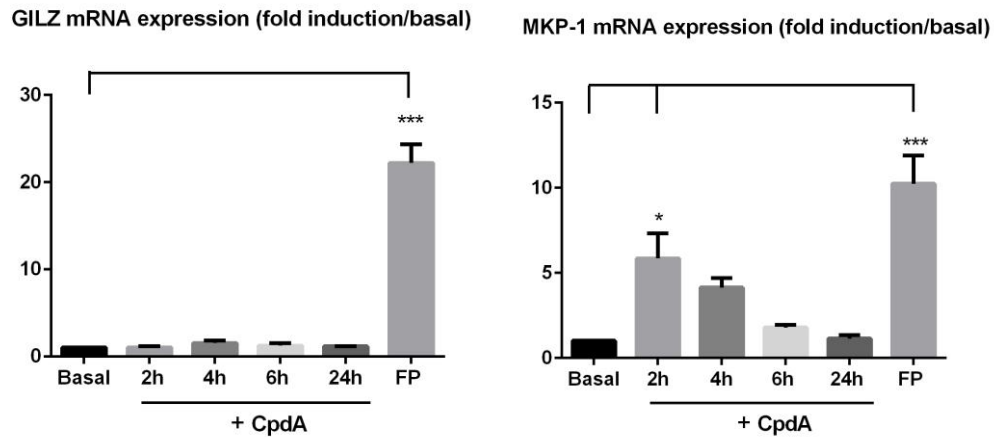 GILZ mRNA expression (fold induction/basal)
30
20
10
0
***
Basal 2h 4h 6h 24h FP
+ CpdA
MKP-1 mRNA expression (fold induction/basal)
15
10
5
0
*
***
Basal 2h 4h 6h 24h FP
+ CpdA